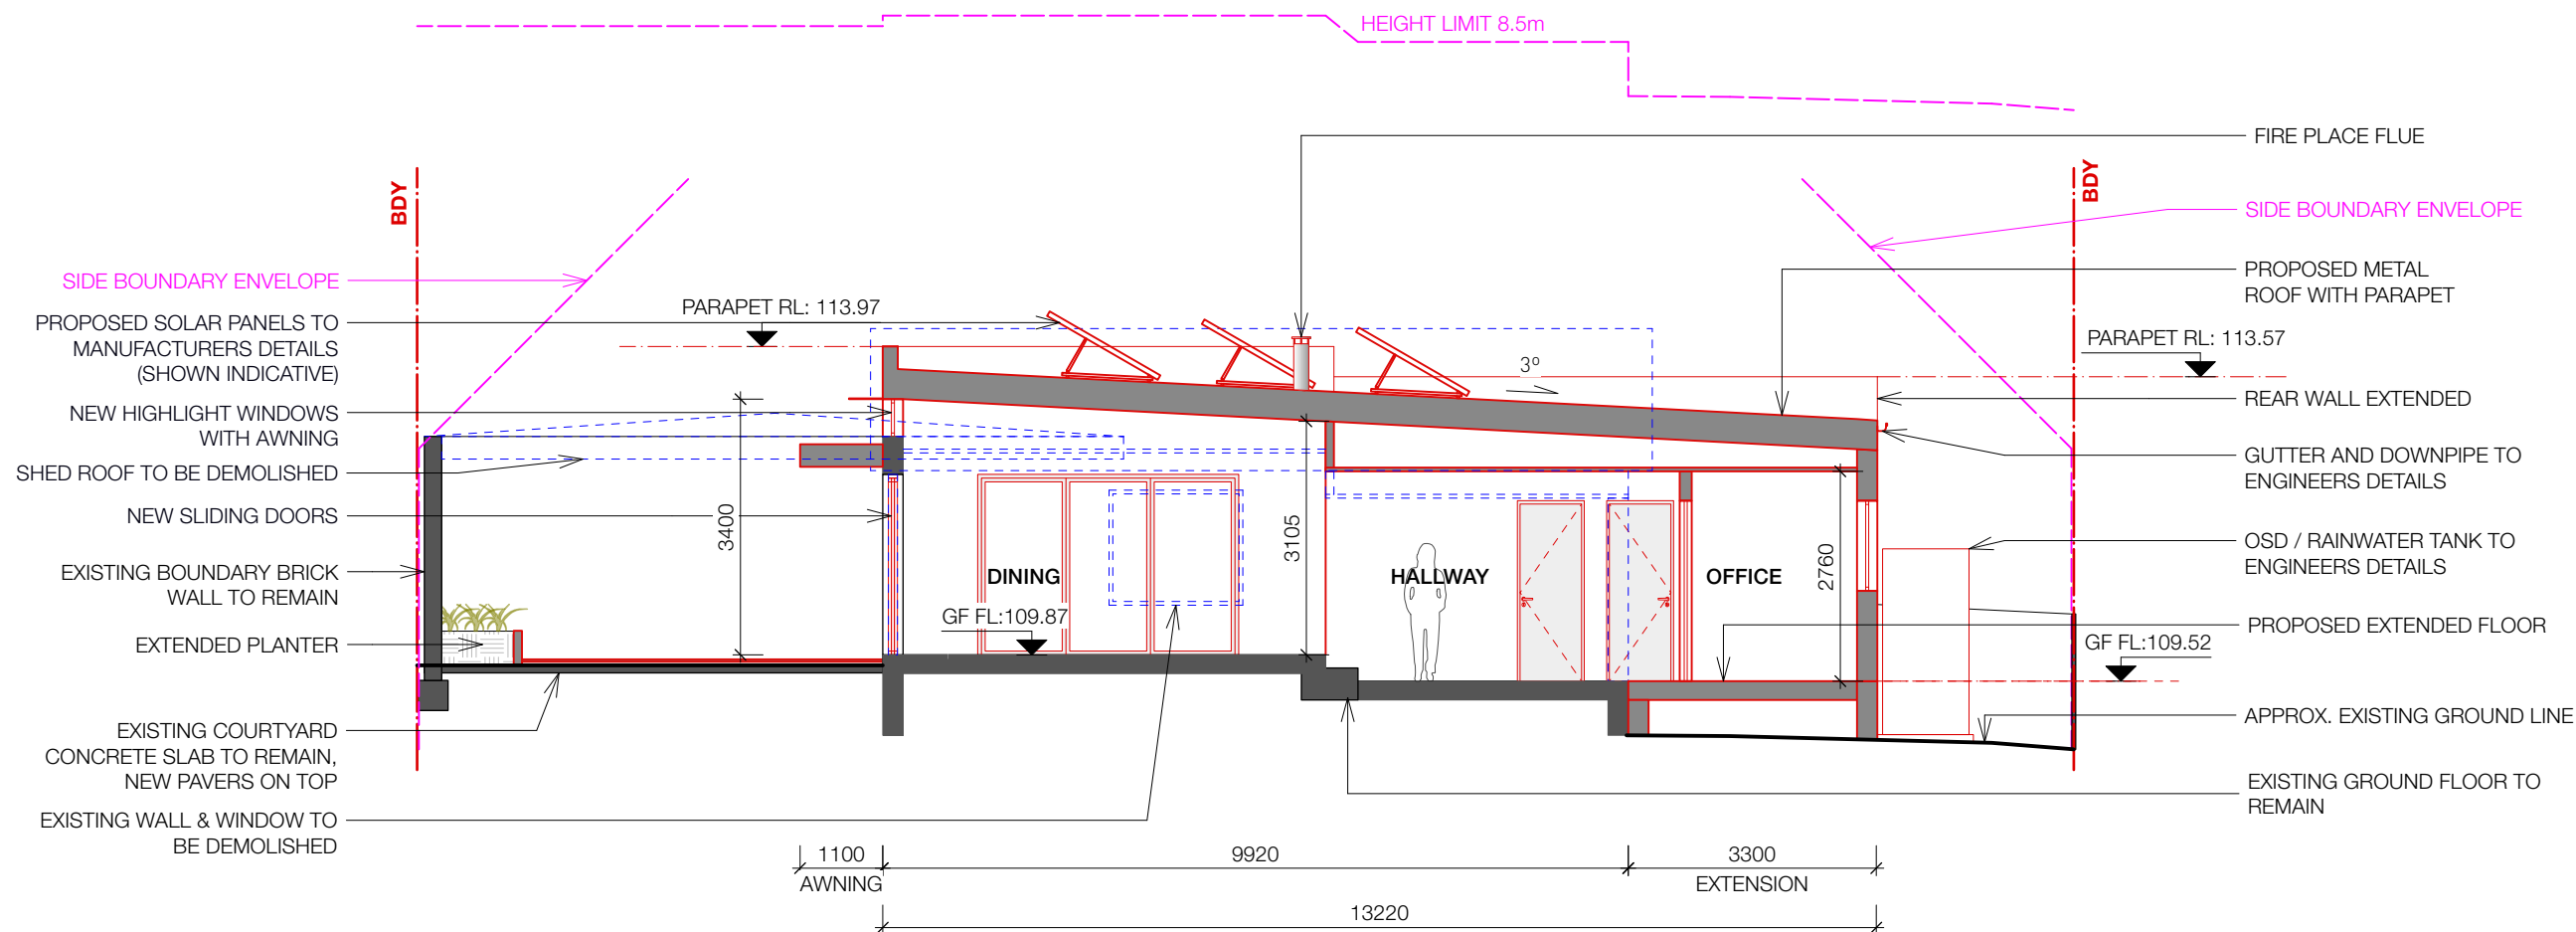 HEIGHT LIMIT 8.5m
BDY
BDY
SIDE BOUNDARY ENVELOPE
PROPOSED SOLAR PANELS TO
MANUFACTURERS DETAILS
(SHOWN INDICATIVE)
NEW HIGHLIGHT WINDOWS
WITH AWNING
SHED ROOF TO BE DEMOLISHED
NEW SLIDING DOORS
EXISTING BOUNDARY BRICK
WALL TO REMAIN
EXTENDED PLANTER
EXISTING COURTYARD
CONCRETE SLAB TO REMAIN,
NEW PAVERS ON TOP
EXISTING WALL & WINDOW TO
BE DEMOLISHED
PARAPET RL: 113.97
3400
DINING
GF FL:109.87
3105
3º
HALLWAY
OFFICE
2760
FIRE PLACE FLUE
SIDE BOUNDARY ENVELOPE
PROPOSED METAL
ROOF WITH PARAPET
PARAPET RL: 113.57
REAR WALL EXTENDED
GUTTER AND DOWNPIPE TO
ENGINEERS DETAILS
OSD / RAINWATER TANK TO
ENGINEERS DETAILS
PROPOSED EXTENDED FLOOR
GF FL:109.52
APPROX. EXISTING GROUND LINE
EXISTING GROUND FLOOR TO
REMAIN
1100
AWNING
9920
3300
EXTENSION
13220